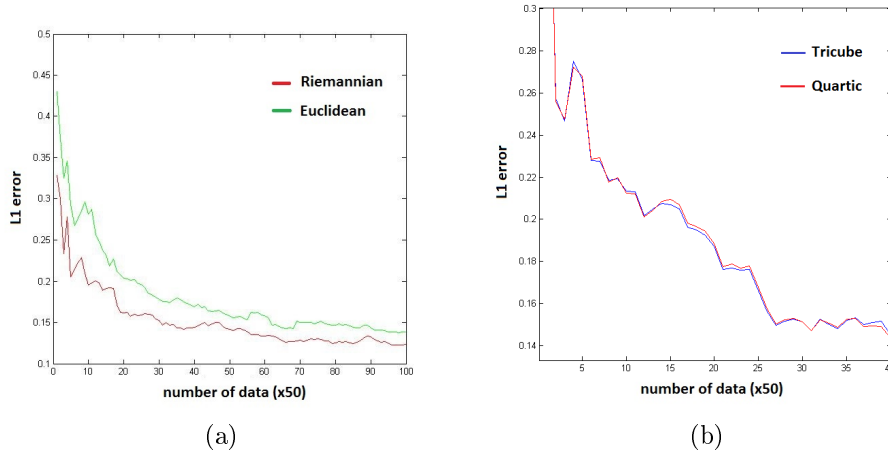 0.5
0.45
0.4
0.35
0.3
0.25
0.2
0.15
0.1
L1 error
Riemannian
Euclidean
0 10 20 30 40 50 60 70 80 90 100
number of data (x50)
(a)
0.3
0.28
0.26
0.24
0.22
0.2
0.18
0.16
0.14
L1 error
Tricube
Quartic
5 10 15 20 25 30 35 40
number of data (x50)
(b)